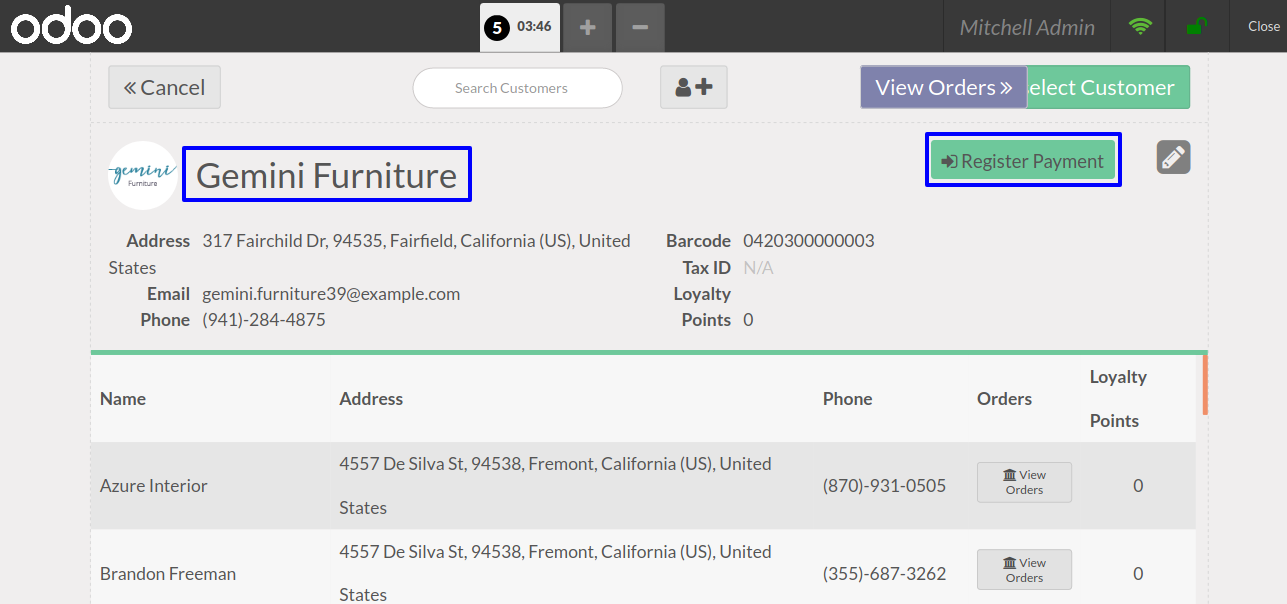 odoo
5 03:46
Mitchell Admin
Close
Cancel
Search Customers
View Orders
elect Customer
gemini
Furniture
Gemini Furniture
Register Payment
Address 317 Fairchild Dr, 94535, Fairfield, California (US), United
States
Email gemini.furniture39@example.com
Phone (941)-284-4875
Barcode 0420300000003
Tax ID N/A
Loyalty
Points 0
Name Address Phone Orders Loyalty
Points
Azure Interior 4557 De Silva St, 94538, Fremont, California (US), United
States
(870)-931-0505 View
Orders
0
Brandon Freeman 4557 De Silva St, 94538, Fremont, California (US), United
States
(355)-687-3262 View
Orders
0